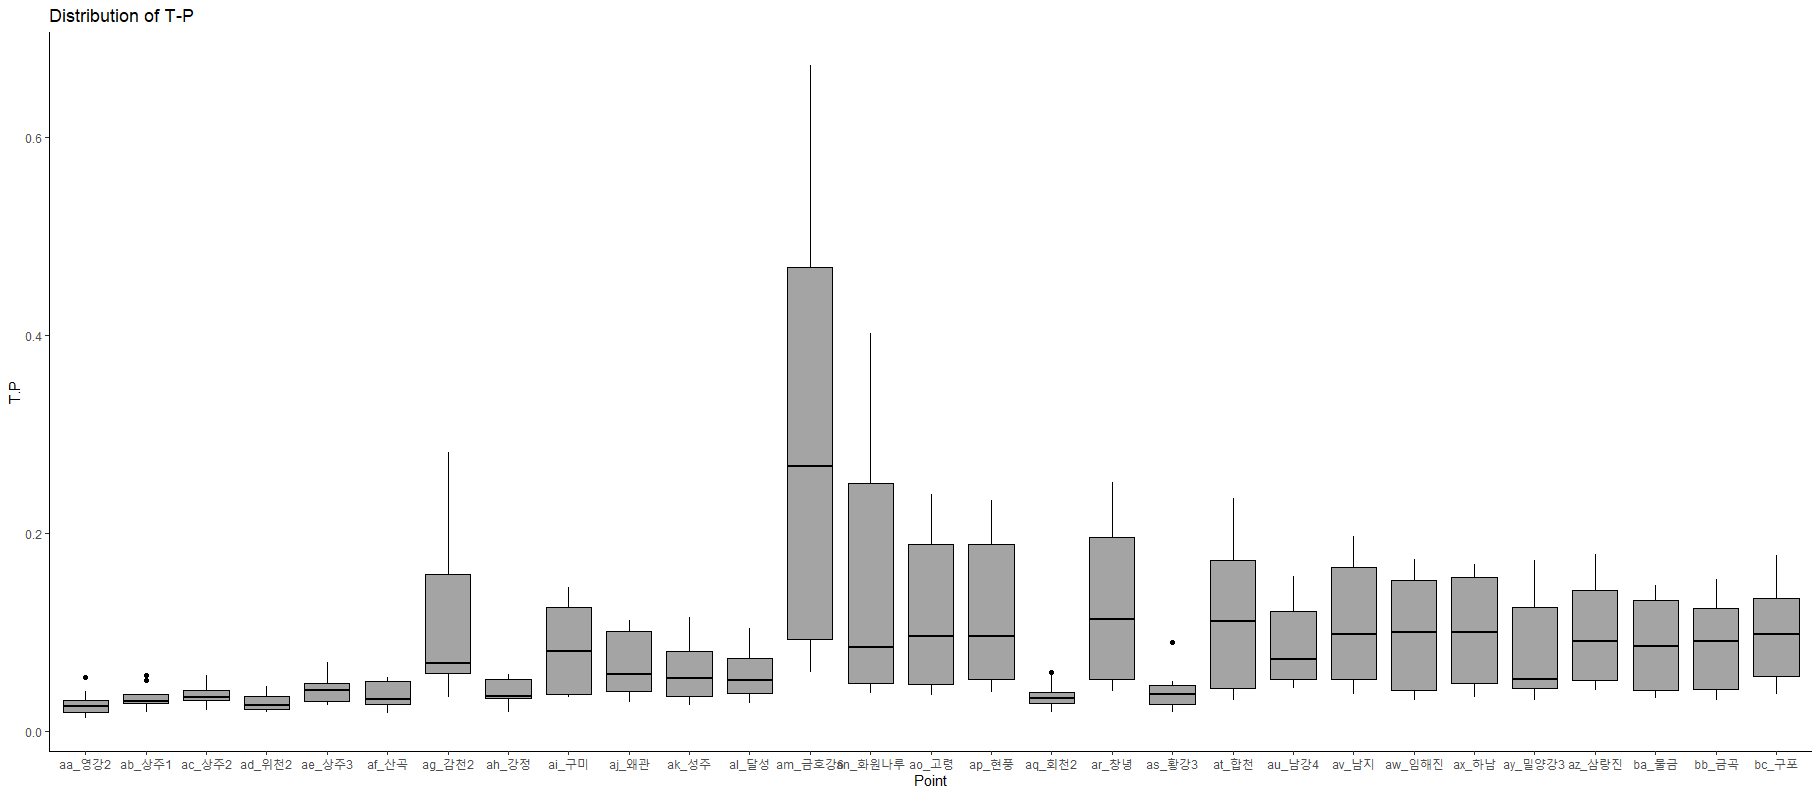 Distribution of T-P
T.P
0.6
0.4
0.2
0.0
aa_영강2 ab_상주1 ac_상주2 ad_위천2 ae_상주3 af_산곡 ag_감천2 ah_강정 ai_구미 aj_왜관 ak_성주 al_달성 am_금호강6 an_화원나루 ao_고령 ap_현풍 aq_회천2 ar_창녕 as_황강3 at_합천 au_남강4 av_남지 aw_임해진 ax_하남 ay_밀양강3 az_삼랑진 ba_물금 bb_금곡 bc_구포
Point